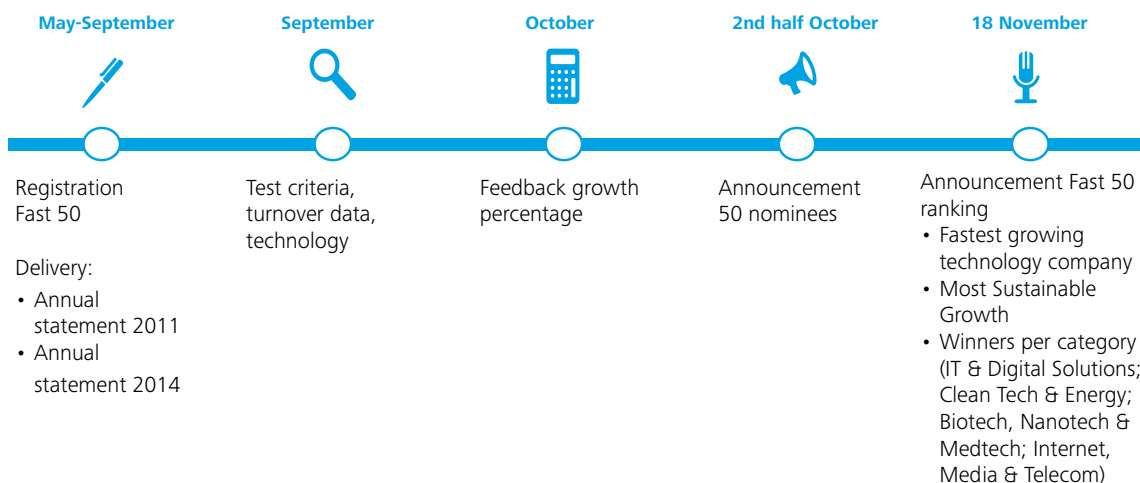 May-September
Registration
Fast 50
Delivery:
• Annual
statement 2011
• Annual
statement 2014
September
Test criteria,
turnover data,
technology
October
Feedback growth
percentage
2nd half October
Announcement
50 nominees
18 November
Announcement Fast 50
ranking
• Fastest growing
technology company
• Most Sustainable
Growth
• Winners per category
(IT & Digital Solutions;
Clean Tech & Energy;
Biotech, Nanotech &
Medtech; Internet,
Media & Telecom)